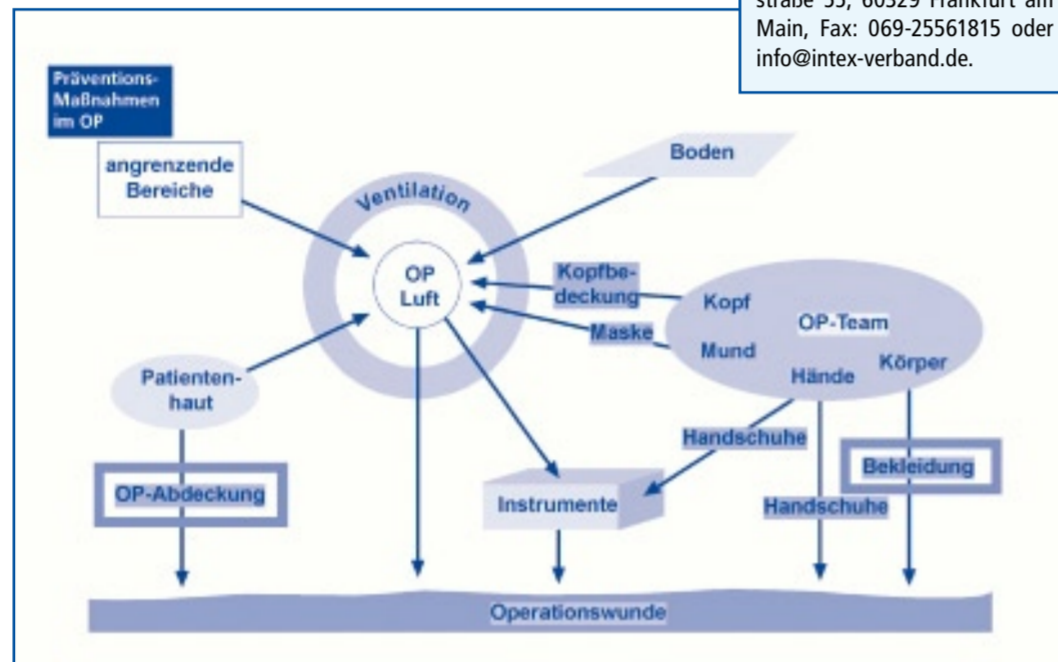 straße 55, 60329 Frankfurt am
Main, Fax: 069-25561815 oder
info@intex-verband.de.
Präventions-
Maßnahmen
im OP
angrenzende
Bereiche
Boden
Ventilation
OP
Luft
Kopfbe-
deckung
Kopf
OP-Team
Maske
Mund
Körper
Hände
Patienten-
haut
Handschuhe
Bekleidung
OP-Abdeckung
Instrumente
Handschuhe
Operationswunde